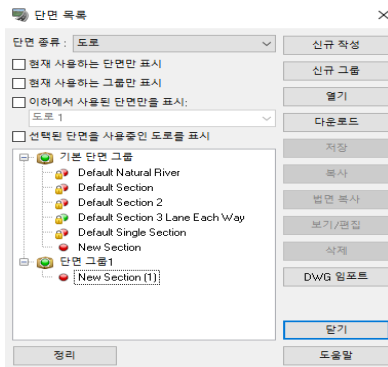 단면 목록
단면 종류 : 도로
신규 작성
현재 사용하는 단면만 표시
신규 그룹
현재 사용하는 그룹만 표시
열기
이하에서 사용된 단면만을 표시:
도로 1
다운로드
선택된 단면을 사용중인 도로를 표시
저장
기본 단면 그룹
복사
Default Natural River
Default Section
법면 복사
Default Section 2
Default Section 3 Lane Each Way
보기/편집
Default Single Section
New Section
삭제
단면 그룹1
New Section (1)
DWG 임포트
닫기
정리
도움말